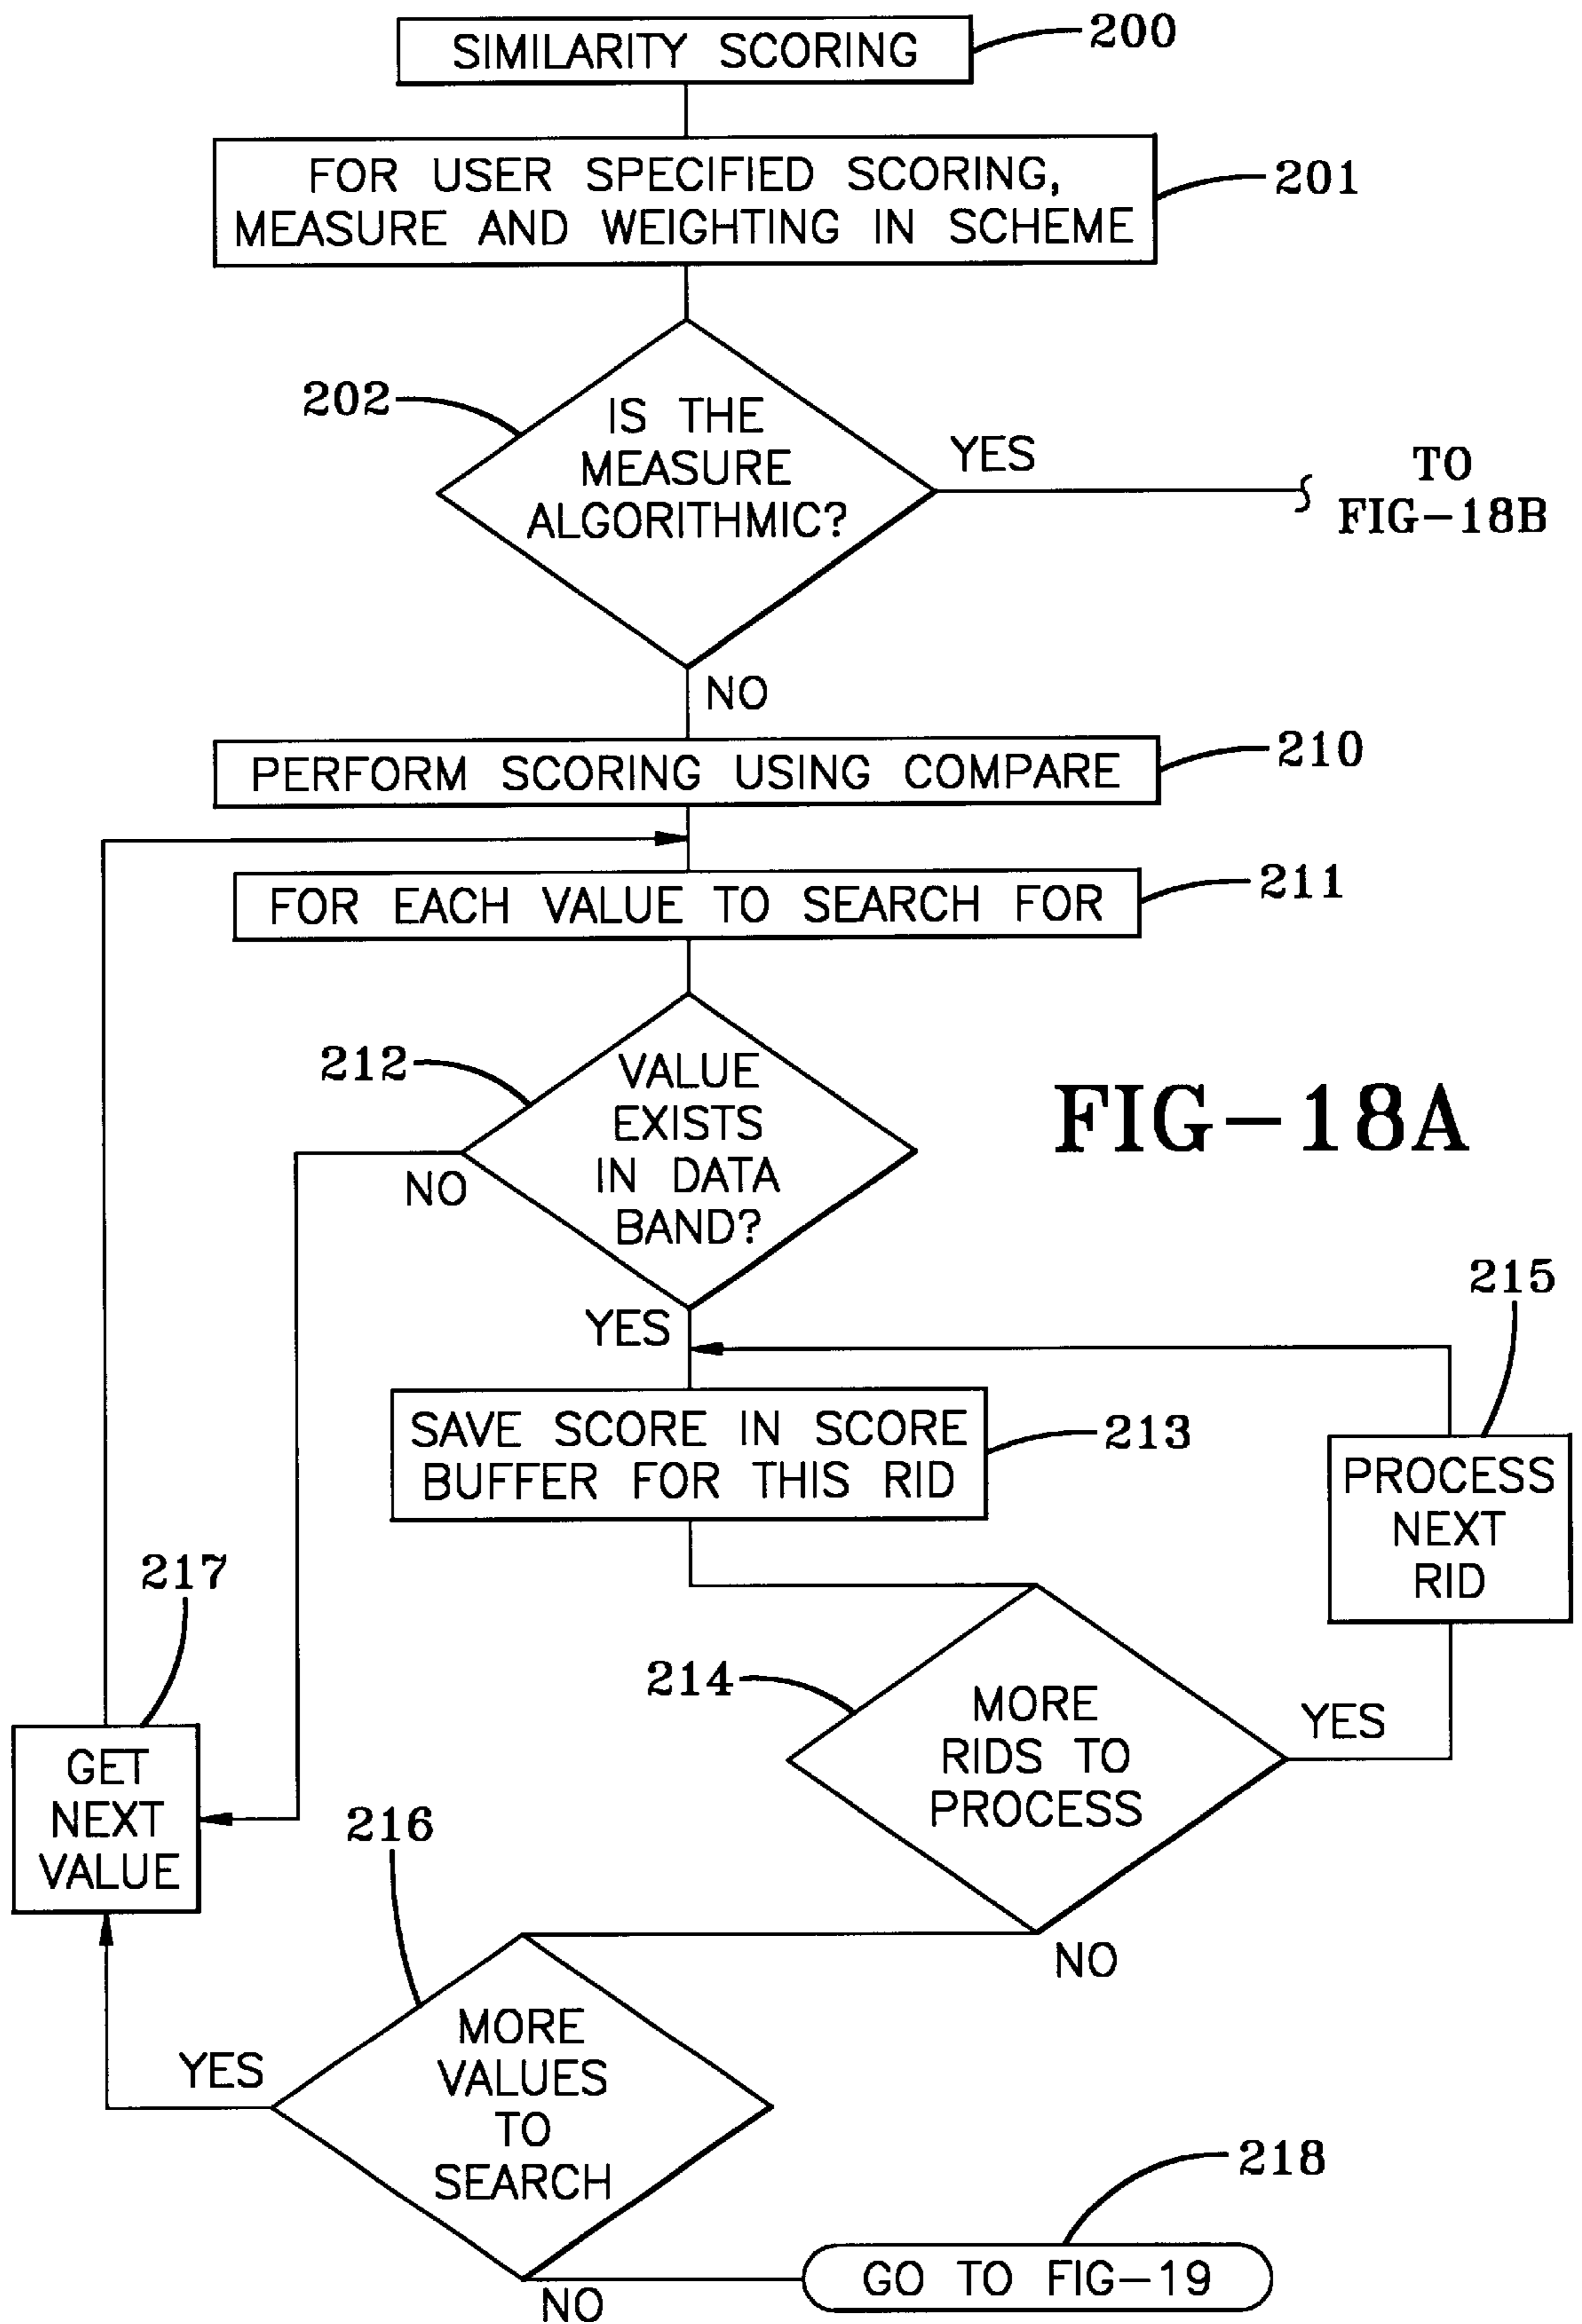 SIMILARITY SCORING
200
FOR USER SPECIFIED SCORING,
MEASURE AND WEIGHTING IN SCHEME
201
202
IS THE
MEASURE
ALGORITHMIC?
YES
TO
FIG-18B
NO
PERFORM SCORING USING COMPARE
210
FOR EACH VALUE TO SEARCH FOR
211
212
VALUE
EXISTS
IN DATA
BAND?
NO
FIG-18A
YES
SAVE SCORE IN SCORE
BUFFER FOR THIS RID
213
215
PROCESS
NEXT
RID
214
MORE
RIDS TO
PROCESS
YES
NO
217
GET
NEXT
VALUE
216
MORE
VALUES
TO
SEARCH
YES
NO
218
GO TO FIG-19